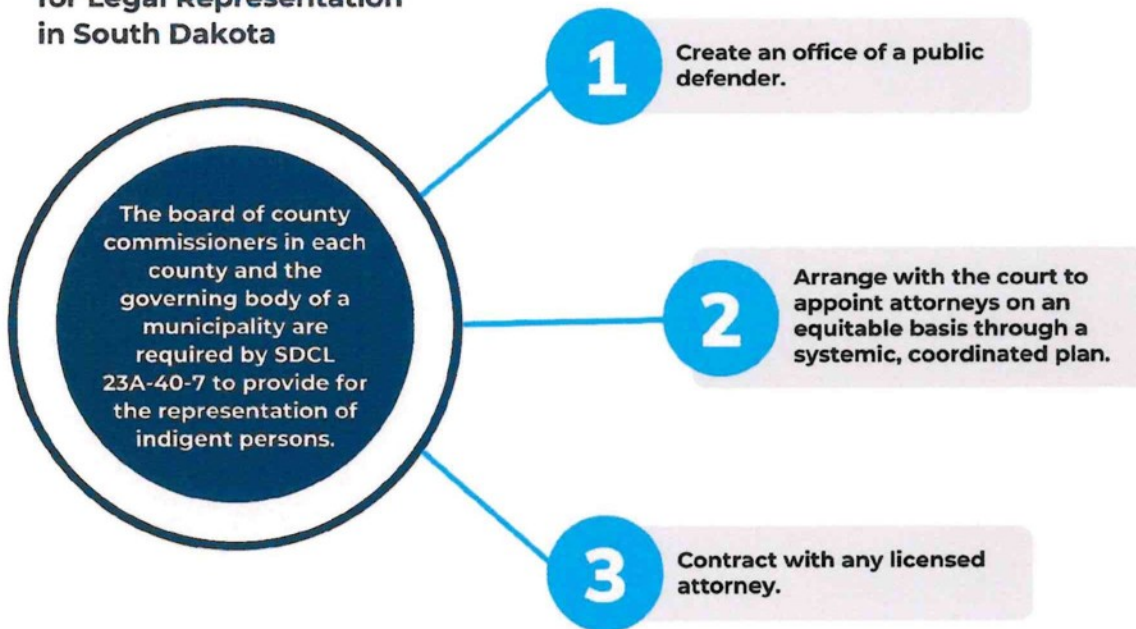 for Legal Representation
in South Dakota
1
Create an office of a public
defender.
The board of county
commissioners in each
county and the
governing body of a
municipality are
required by SDCL
23A-40-7 to provide for
the representation of
indigent persons.
2
Arrange with the court to
appoint attorneys on an
equitable basis through a
systemic, coordinated plan.
3
Contract with any licensed
attorney.